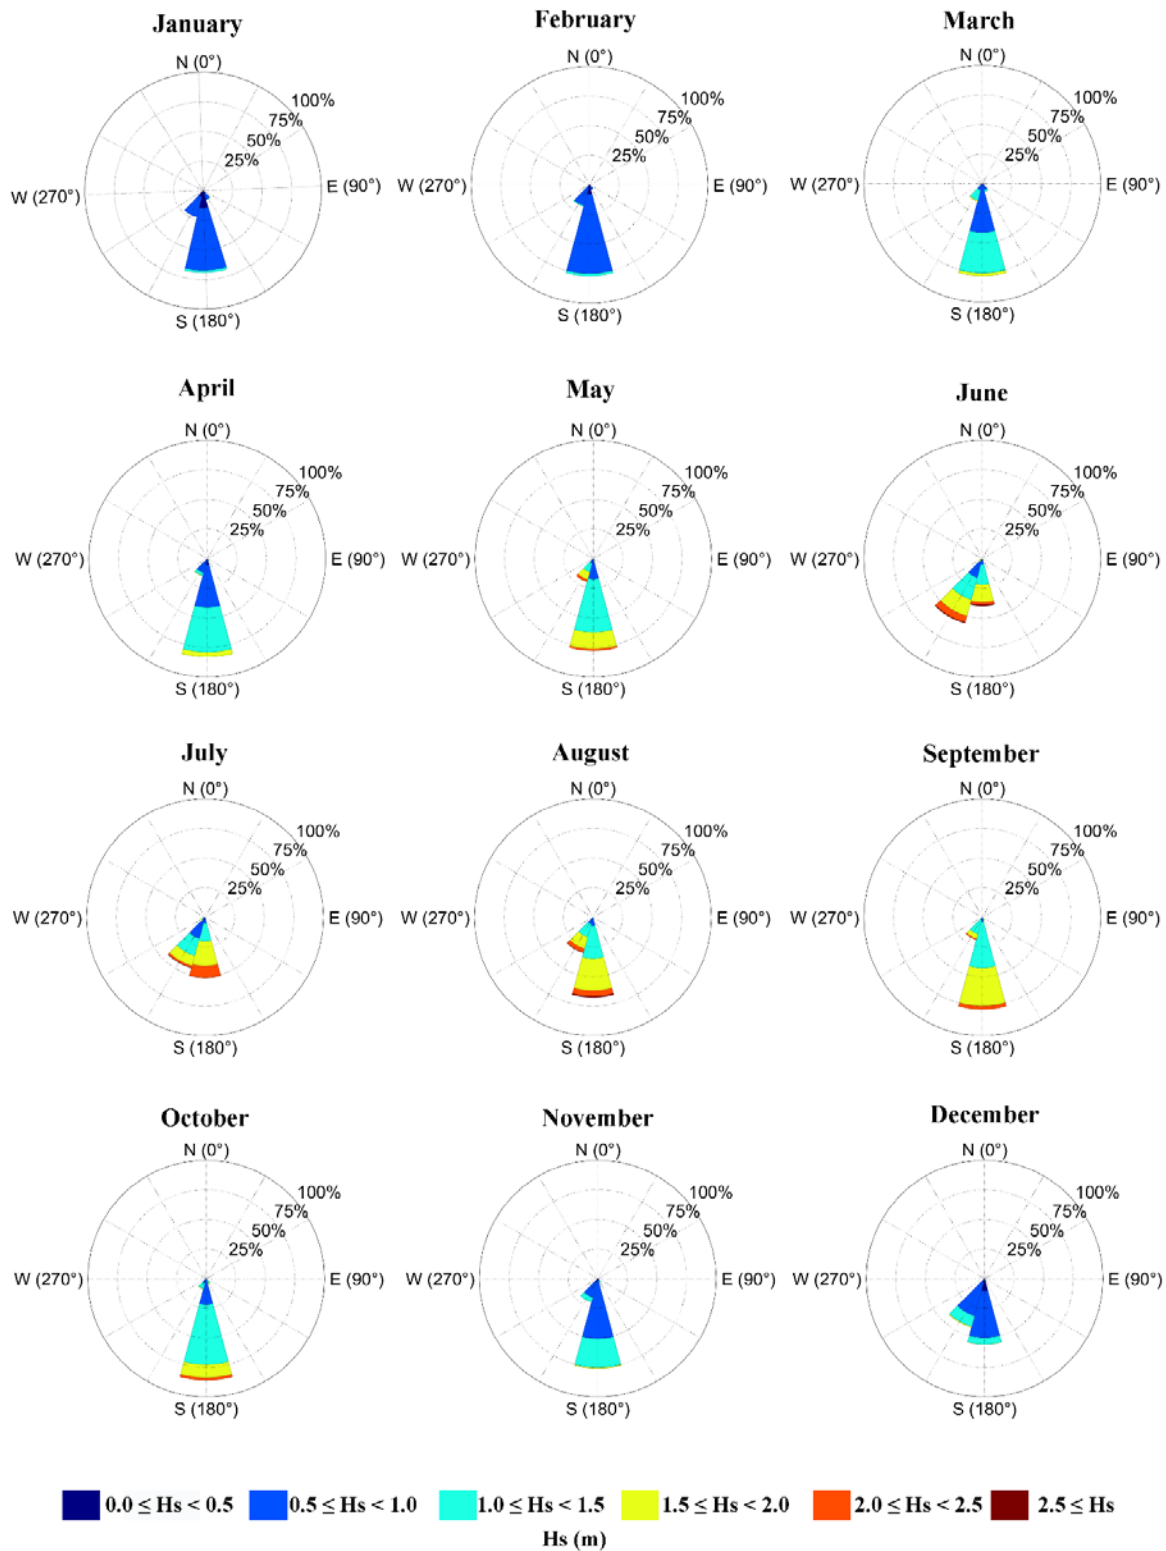 January
February
March
N (0°)
100%
75%
50%
25%
W (270°)
E (90°)
S (180°)
N (0°)
100%
75%
50%
25%
W (270°)
E (90°)
S (180°)
N (0°)
100%
75%
50%
25%
W (270°)
E (90°)
S (180°)
April
May
June
N (0°)
100%
75%
50%
25%
W (270°)
E (90°)
S (180°)
N (0°)
100%
75%
50%
25%
W (270°)
E (90°)
S (180°)
N (0°)
100%
75%
50%
25%
W (270°)
E (90°)
S (180°)
July
August
September
N (0°)
100%
75%
50%
25%
W (270°)
E (90°)
S (180°)
N (0°)
100%
75%
50%
25%
W (270°)
E (90°)
S (180°)
N (0°)
100%
75%
50%
25%
W (270°)
E (90°)
S (180°)
October
November
December
N (0°)
100%
75%
50%
25%
W (270°)
E (90°)
S (180°)
N (0°)
100%
75%
50%
25%
W (270°)
E (90°)
S (180°)
N (0°)
100%
75%
50%
25%
W (270°)
E (90°)
S (180°)
0.0 ≤ Hs < 0.5 0.5 ≤ Hs < 1.0 1.0 ≤ Hs < 1.5 1.5 ≤ Hs < 2.0 2.0 ≤ Hs < 2.5 2.5 ≤ Hs
Hs (m)